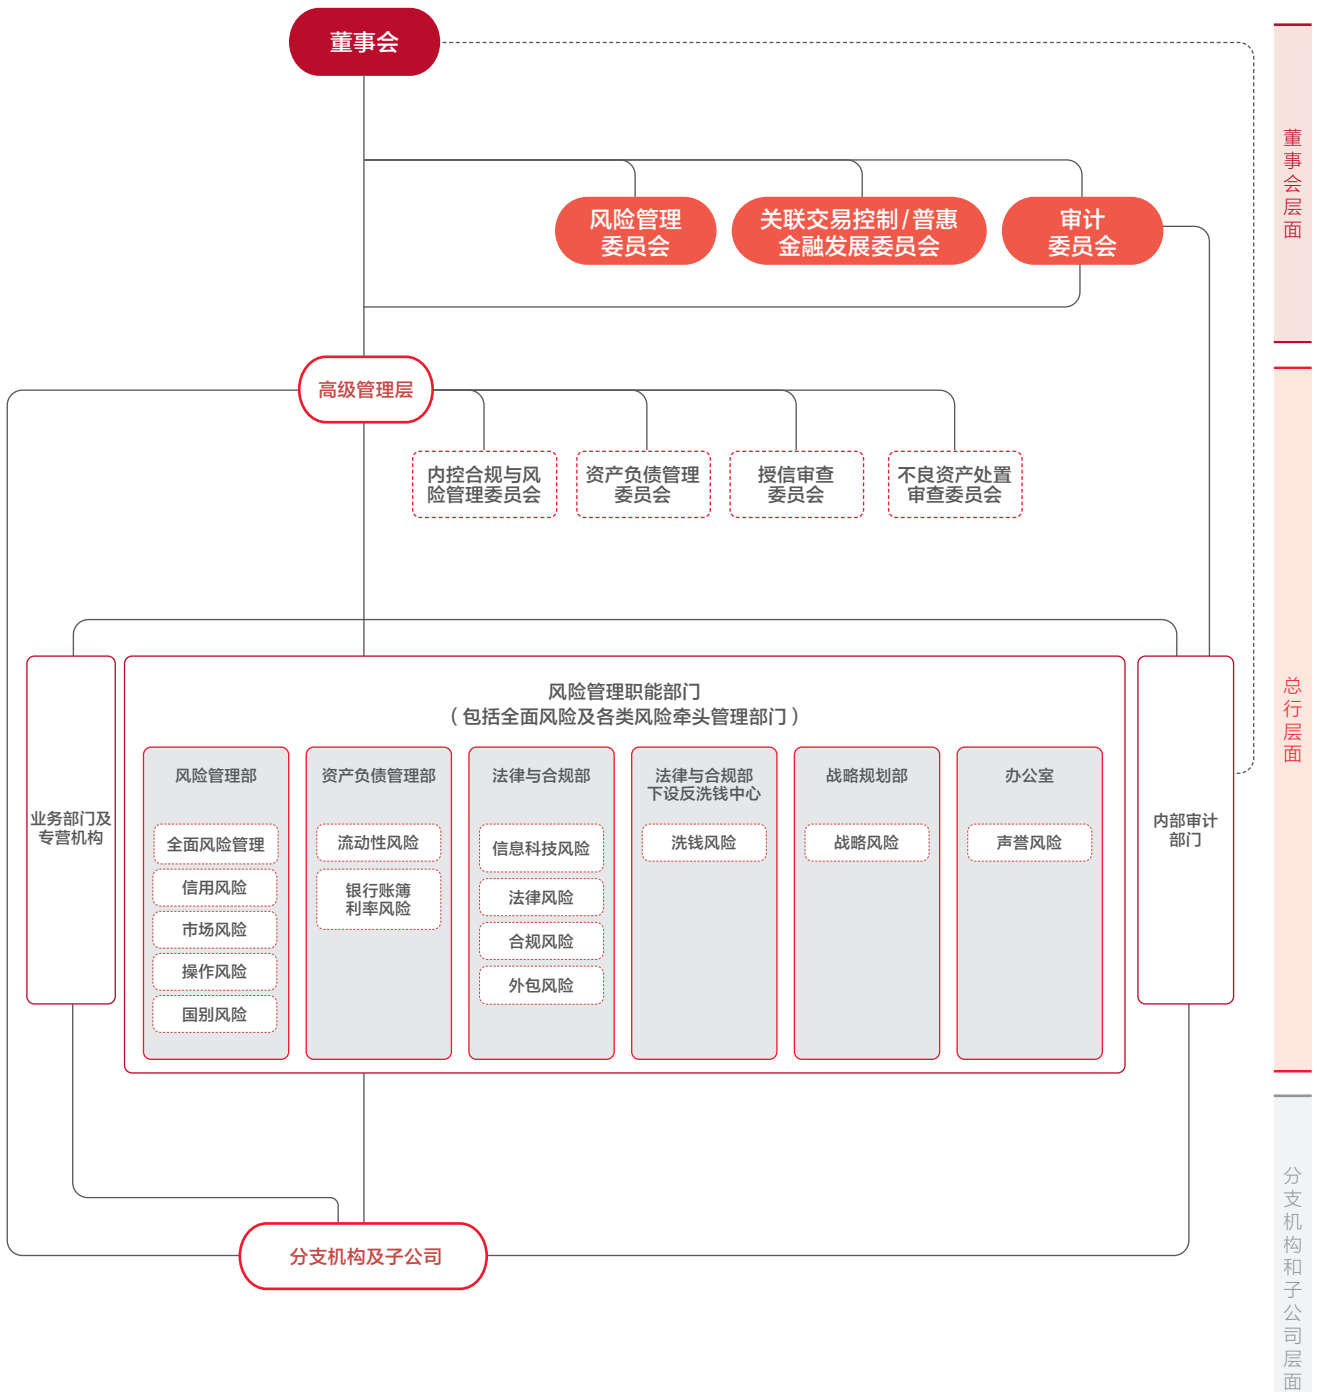 董事会
风险管理
委员会
关联交易控制/普惠
金融发展委员会
审计
委员会
董事会层面
高级管理层
内控合规与风
险管理委员会
资产负债管理
委员会
授信审查
委员会
不良资产处置
审查委员会
业务部门及
专营机构
风险管理职能部门
（包括全面风险及各类风险牵头管理部门）
风险管理部
全面风险管理
信用风险
市场风险
操作风险
国别风险
资产负债管理部
流动性风险
银行账簿
利率风险
法律与合规部
信息科技风险
法律风险
合规风险
外包风险
法律与合规部
下设反洗钱中心
洗钱风险
战略规划部
战略风险
办公室
声誉风险
内部审计
部门
总行层面
分支机构及子公司
分支机构和子公司层面